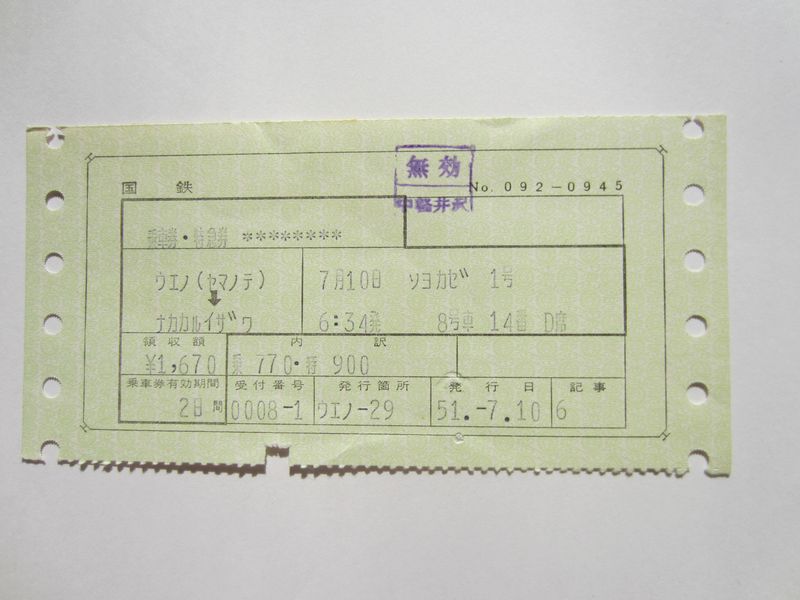 無効
中軽井沢
国鉄 No. 092-0945
乗車券・特急券 ********
ウエノ(ヤマノテ) 7月10日 ソヨカゼ 1号
↓
ナカカルイザワ 6:34発 8号車 14番 D席
領収額 内訳
¥1,670 乗 770・特 900
乗車券有効期間 受付番号 発行箇所 発行日 記事
2日間 0008-1 ウエノ-29 51.-7.10 6